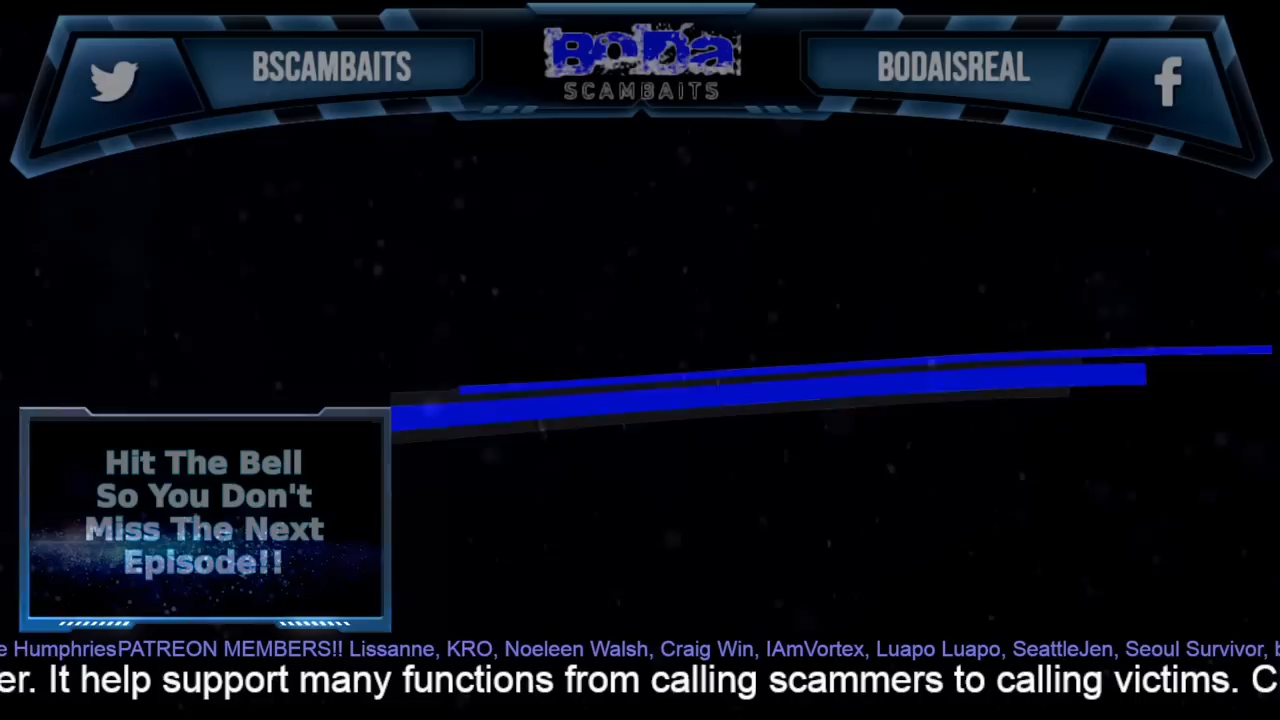 BSCAMBAITS
BoDa
SCAMBAITS
BODAISREAL
Hit The Bell
So You Don't
Miss The Next
Episode!!
e HumphriesPATREON MEMBERS!! Lissanne, KRO, Noeleen Walsh, Craig Win, IAmVortex, Luapo Luapo, SeattleJen, Seoul Survivor, b
er. It help support many functions from calling scammers to calling victims. C